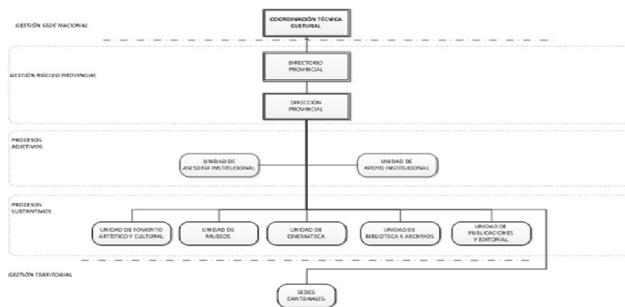 COORDINACIÓN TÉCNICA
CULTURAL
GESTIÓN SEDE NACIONAL
DIRECTORIO
PROVINCIAL
GESTIÓN NÚCLEO PROVINCIAL
DIRECCIÓN
PROVINCIAL
PROCESOS
ADJETIVOS
UNIDAD DE
ASESORÍA INSTITUCIONAL
UNIDAD DE
APOYO INSTITUCIONAL
PROCESOS
SUSTANTIVOS
UNIDAD DE FOMENTO
ARTÍSTICO Y CULTURAL
UNIDAD DE
MUSEOS
UNIDAD DE
CINEMATECA
UNIDAD DE
BIBLIOTECA Y ARCHIVOS
UNIDAD DE
PUBLICACIONES
Y EDITORIAL
GESTIÓN TERRITORIAL
SEDES
CANTONALES